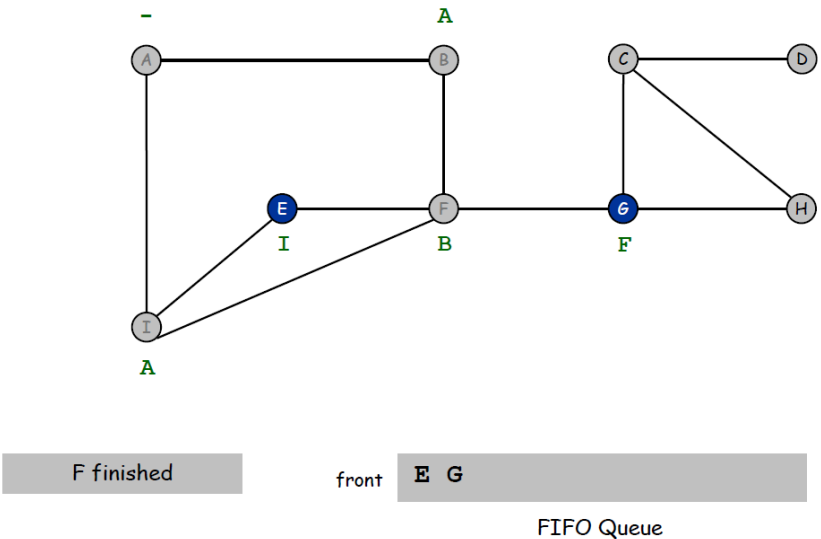 - A
A B C D
E F G H
I B F
I
A
F finished
front E G
FIFO Queue